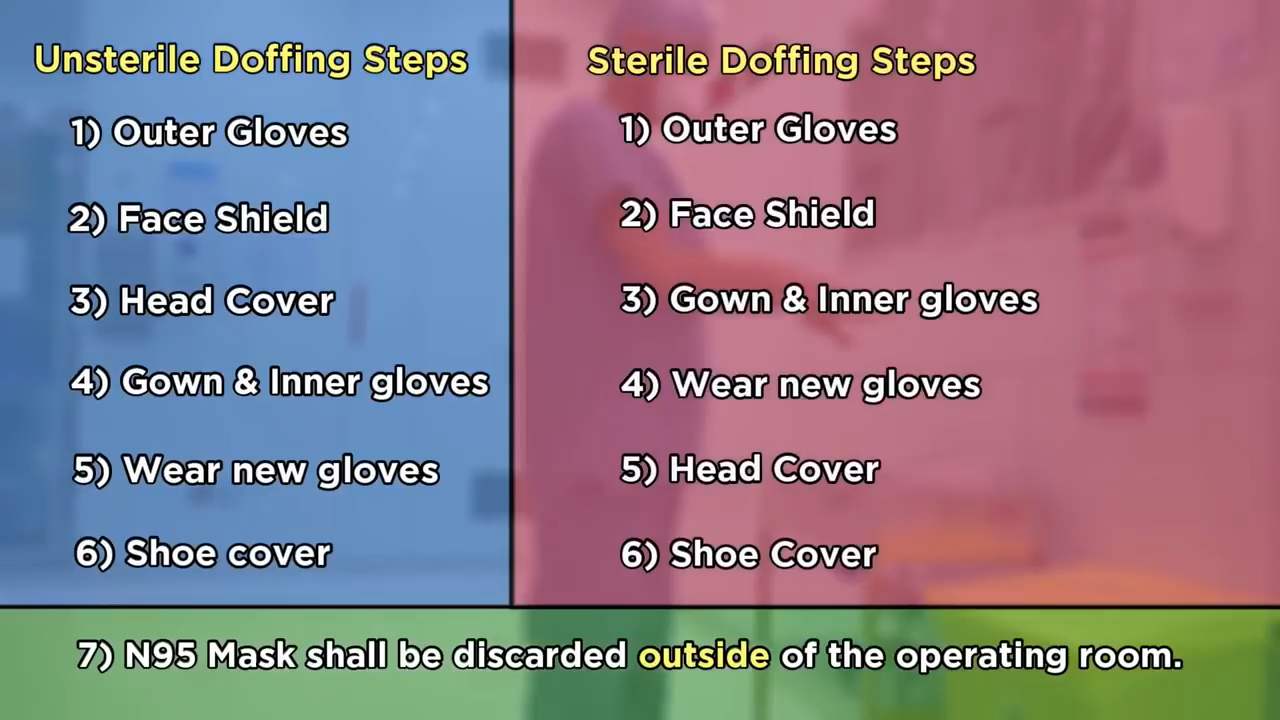 Unsterile Doffing Steps
1) Outer Gloves
2) Face Shield
3) Head Cover
4) Gown & Inner gloves
5) Wear new gloves
6) Shoe cover
Sterile Doffing Steps
1) Outer Gloves
2) Face Shield
3) Gown & Inner gloves
4) Wear new gloves
5) Head Cover
6) Shoe Cover
7) N95 Mask shall be discarded outside of the operating room.